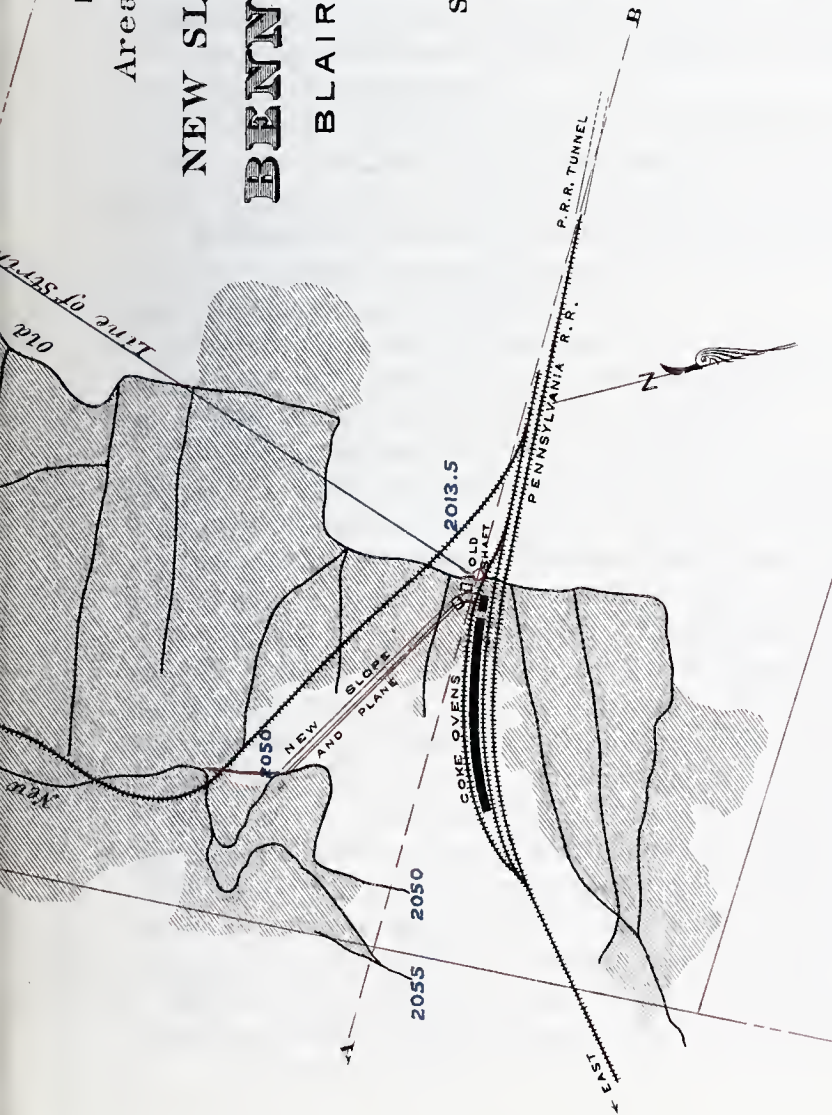 Area
NEW SL
BENN
BLAIR
S
B
P.R.R. TUNNEL
PENNSYLVANIA R.R.
N
Line of
Old
2013.5
OLD
SHAFT
NEW SLOPE
AND PLANE
COKE OVENS
2050
New
2050
2055
A
EAST